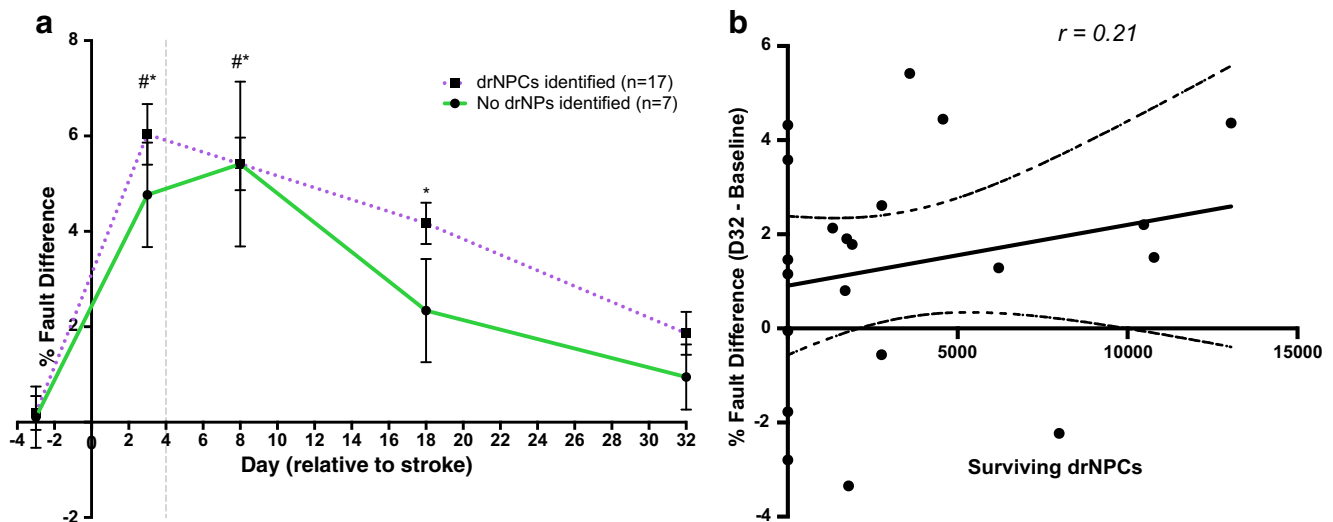 a
8
6
4
2
0
-2
% Fault Difference
#*
#*
*
drNPCs identified (n=17)
No drNPs identified (n=7)
-4 -2 0 2 4 6 8 10 12 14 16 18 20 22 24 26 28 30 32
Day (relative to stroke)
b
r = 0.21
6
4
2
0
-2
-4
% Fault Difference (D32 - Baseline)
5000 10000 15000
Surviving drNPCs